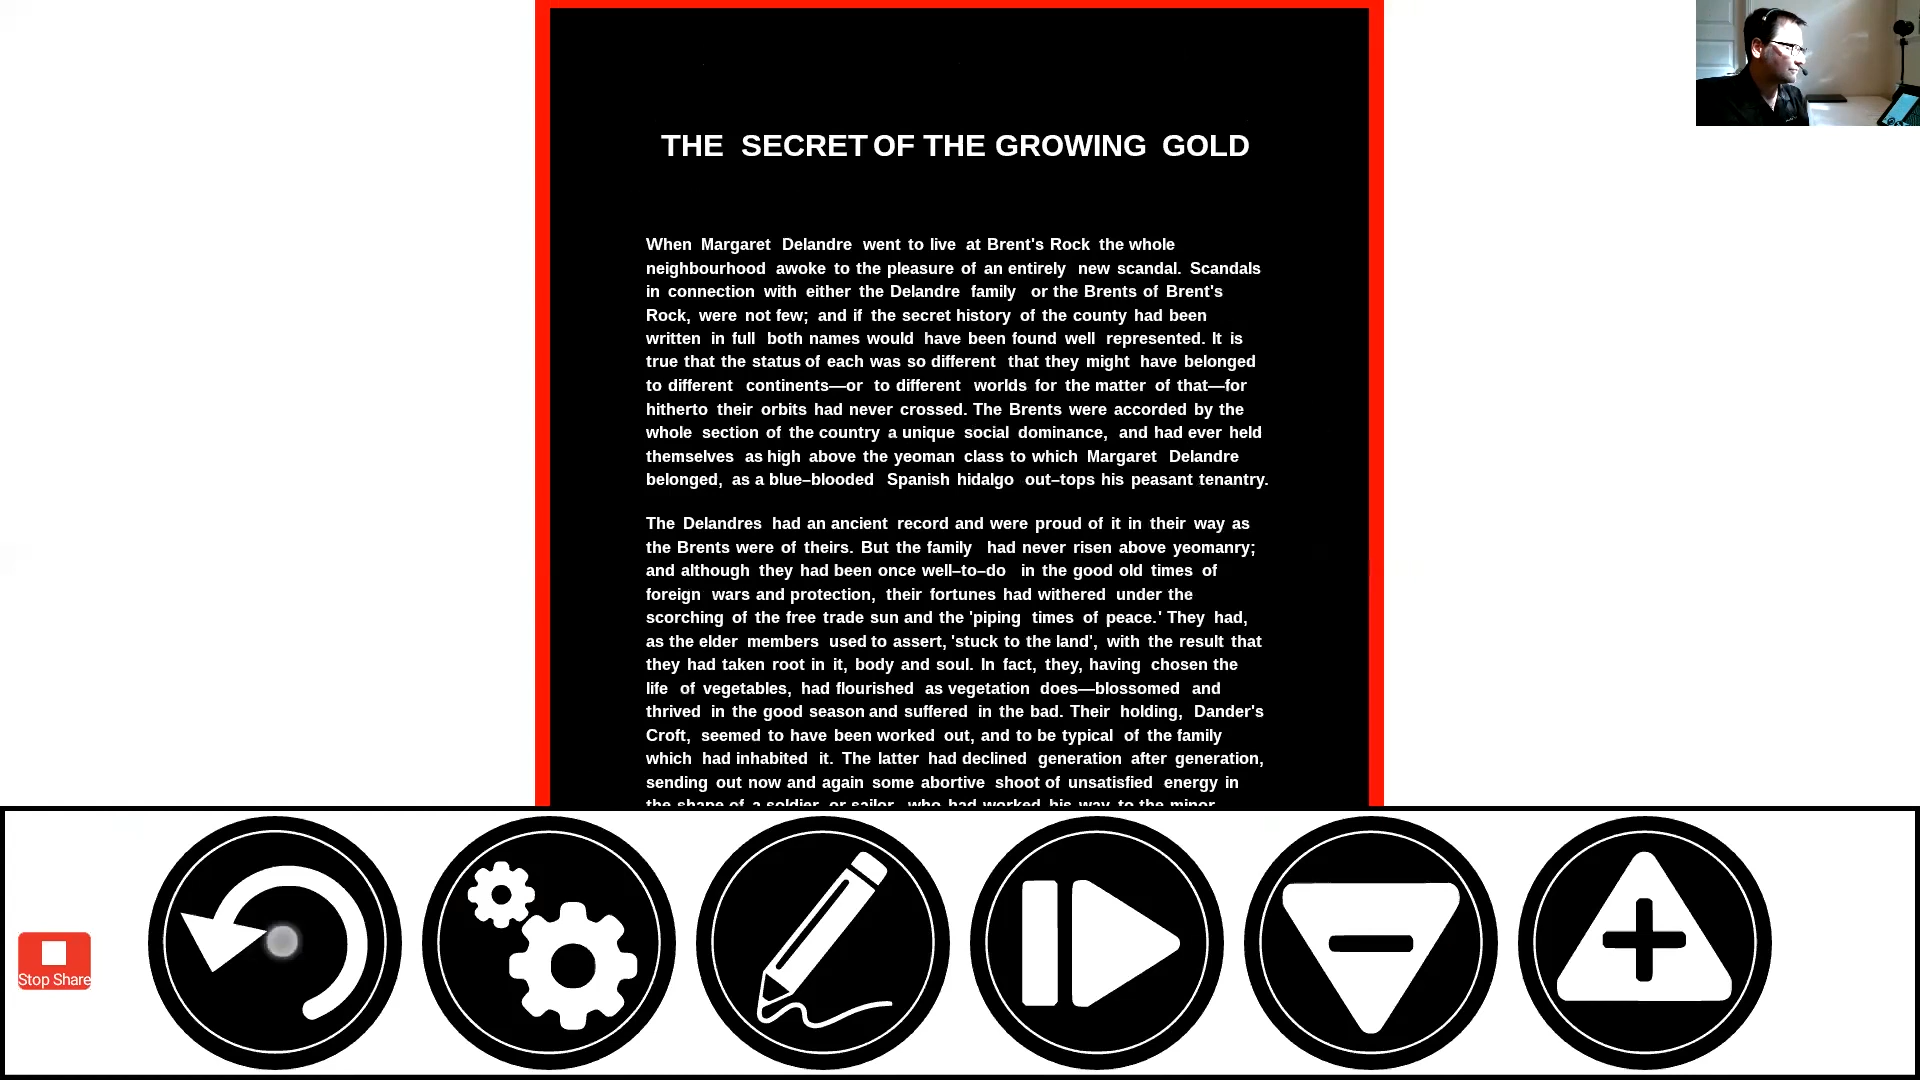 THE SECRET OF THE GROWING GOLD
When Margaret Delandre went to live at Brent's Rock the whole
neighbourhood awoke to the pleasure of an entirely new scandal. Scandals
in connection with either the Delandre family or the Brents of Brent's
Rock, were not few; and if the secret history of the county had been
written in full both names would have been found well represented. It is
true that the status of each was so different that they might have belonged
to different continents—or to different worlds for the matter of that—for
hitherto their orbits had never crossed. The Brents were accorded by the
whole section of the country a unique social dominance, and had ever held
themselves as high above the yeoman class to which Margaret Delandre
belonged, as a blue–blooded Spanish hidalgo out–tops his peasant tenantry.
The Delandres had an ancient record and were proud of it in their way as
the Brents were of theirs. But the family had never risen above yeomanry;
and although they had been once well–to–do in the good old times of
foreign wars and protection, their fortunes had withered under the
scorching of the free trade sun and the 'piping times of peace.' They had,
as the elder members used to assert, 'stuck to the land', with the result that
they had taken root in it, body and soul. In fact, they, having chosen the
life of vegetables, had flourished as vegetation does—blossomed and
thrived in the good season and suffered in the bad. Their holding, Dander's
Croft, seemed to have been worked out, and to be typical of the family
which had inhabited it. The latter had declined generation after generation,
sending out now and again some abortive shoot of unsatisfied energy in
the shape of a soldier or sailor, who had worked his way to the minor
Stop Share